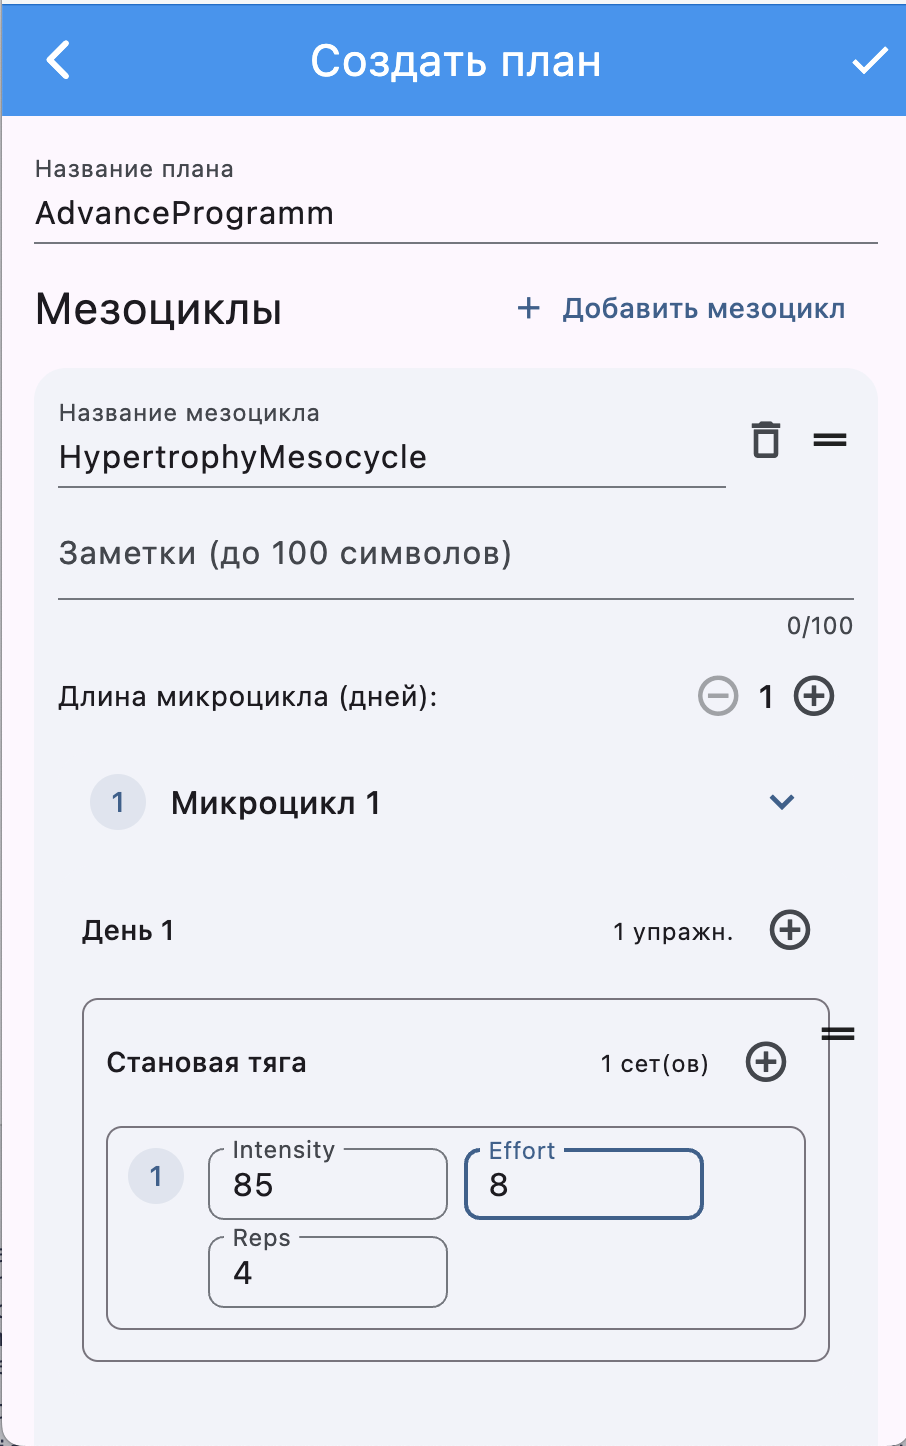 Создать план
Название плана
AdvanceProgramm
Мезоциклы
+ Добавить мезоцикл
Название мезоцикла
HypertrophyMesocycle
Заметки (до 100 символов)
0/100
Длина микроцикла (дней):
1
1 Микроцикл 1
День 1
1 упражн.
Становая тяга
1 сет(ов)
1
Intensity
85
Effort
8
Reps
4